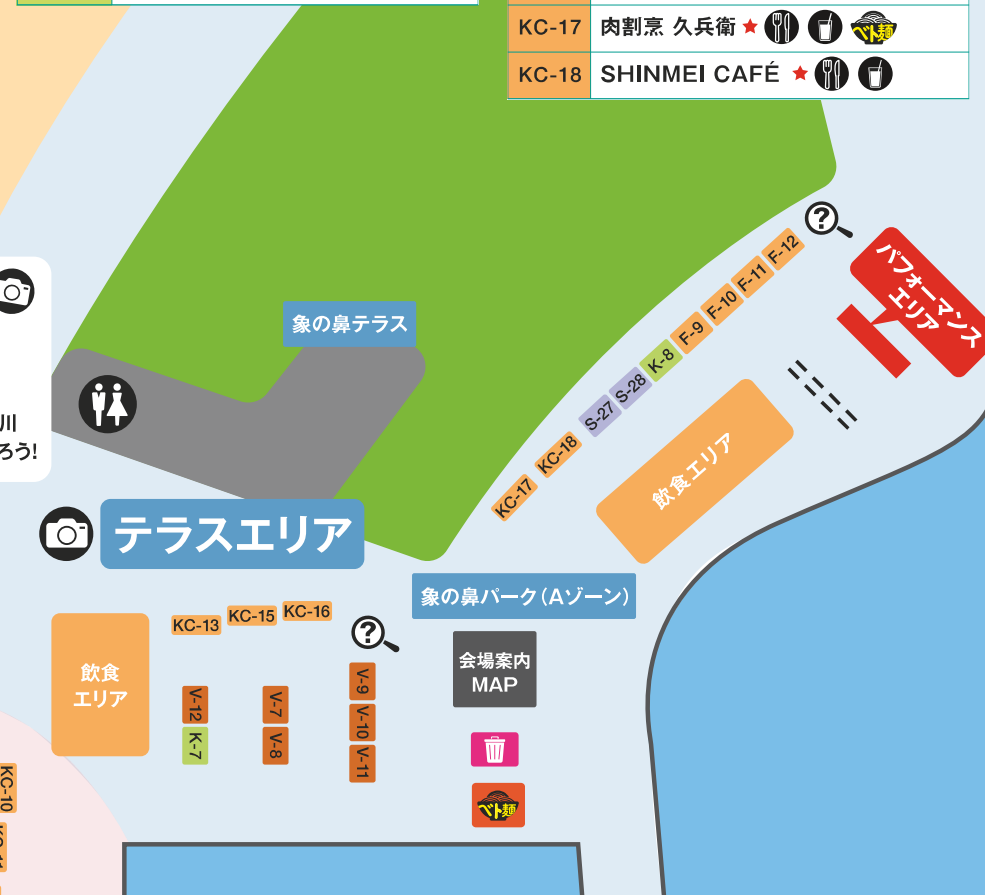 KC-17 肉割烹 久兵衛 ★ ベト麺
KC-18 SHINMEI CAFÉ ★
?
パフォーマンス
エリア
F-12
F-11
F-10
F-9
K-8
S-28
S-27
KC-18
KC-17
象の鼻テラス
飲食エリア
川
ろう!
テラスエリア
象の鼻パーク(Aゾーン)
KC-13
KC-15
KC-16
?
会場案内
MAP
飲食
エリア
V-12
K-7
V-7
V-8
V-9
V-10
V-11
ベト麺
KC-10